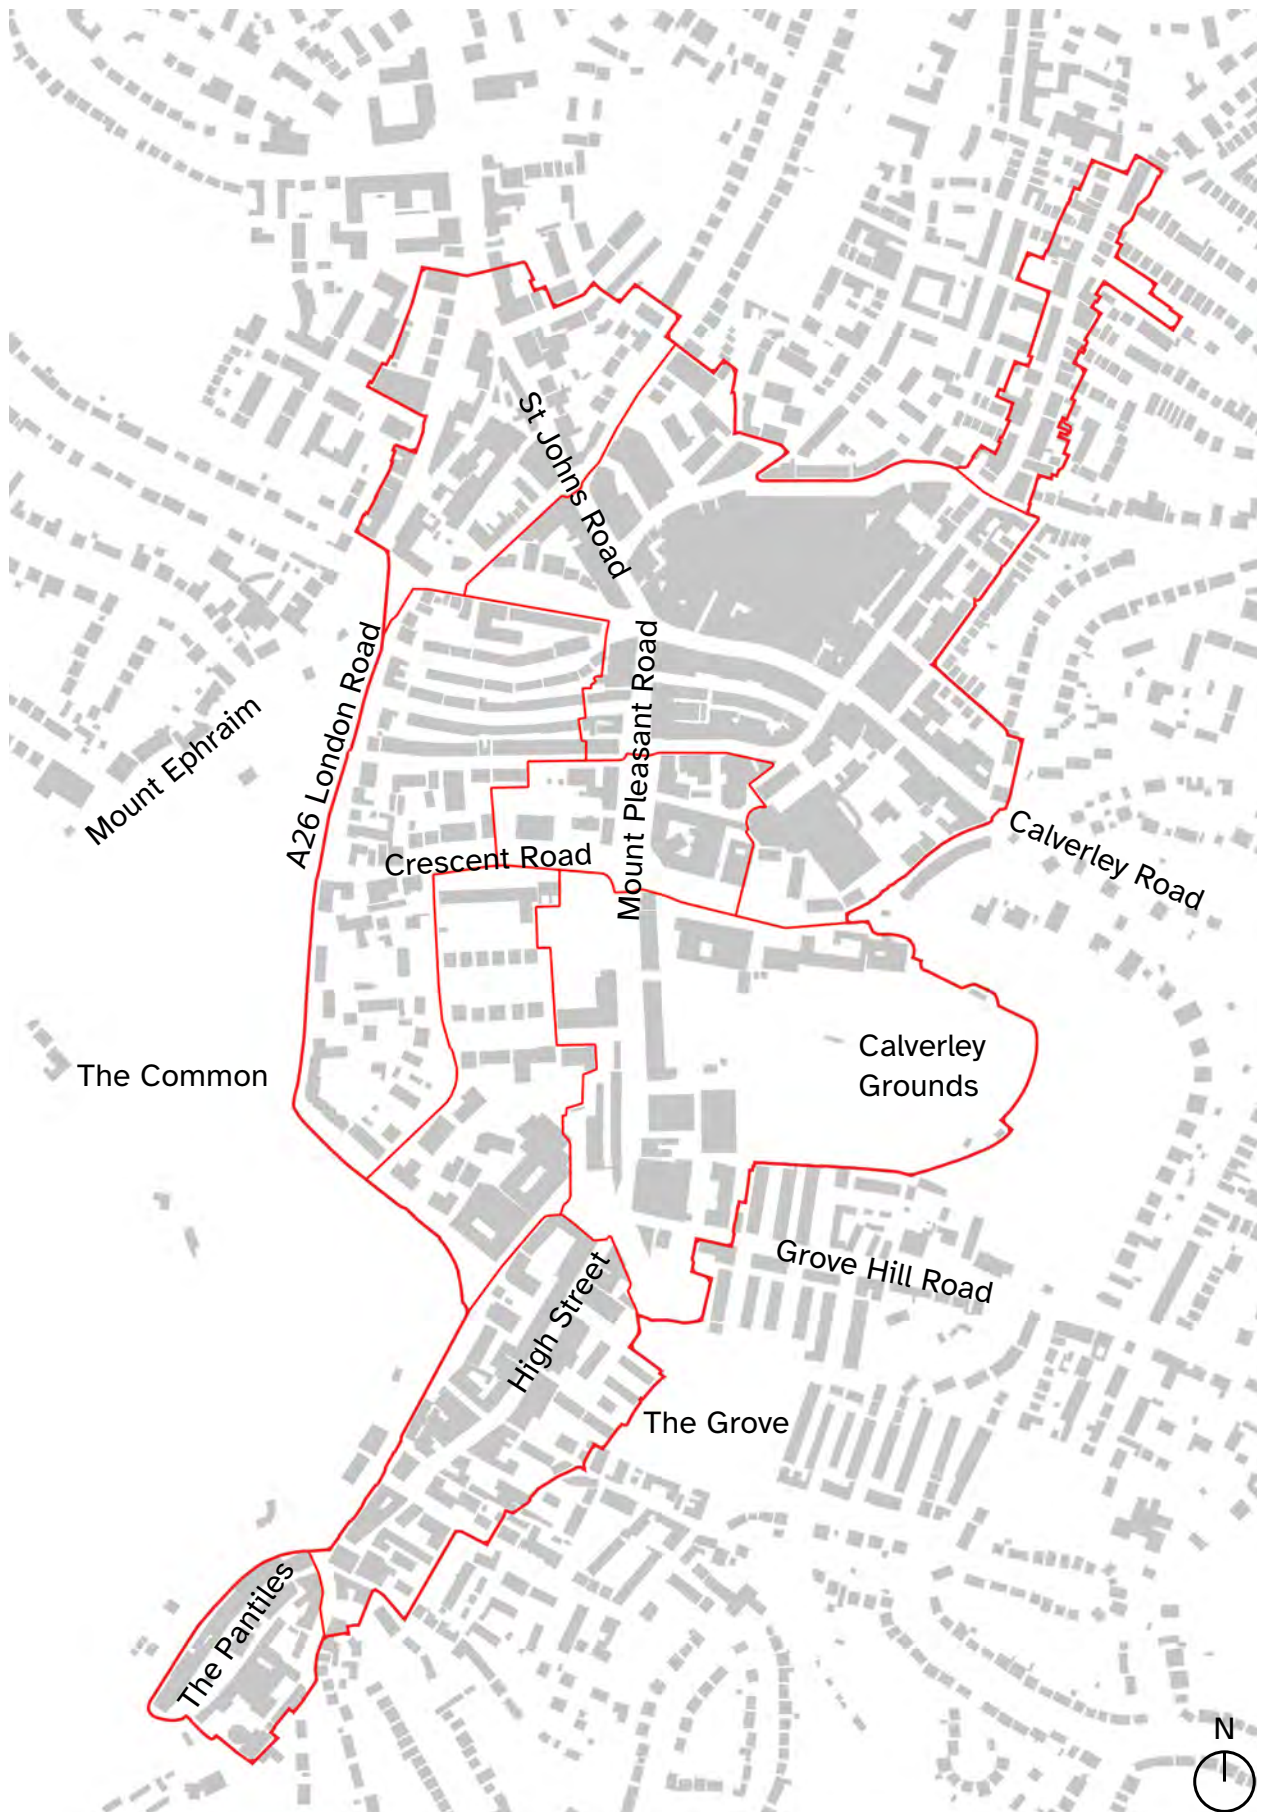 St Johns Road
A26 London Road
Mount Ephraim
Mount Pleasant Road
Crescent Road
Calverley Road
The Common
Calverley
Grounds
Grove Hill Road
High Street
The Grove
The Pantiles
N